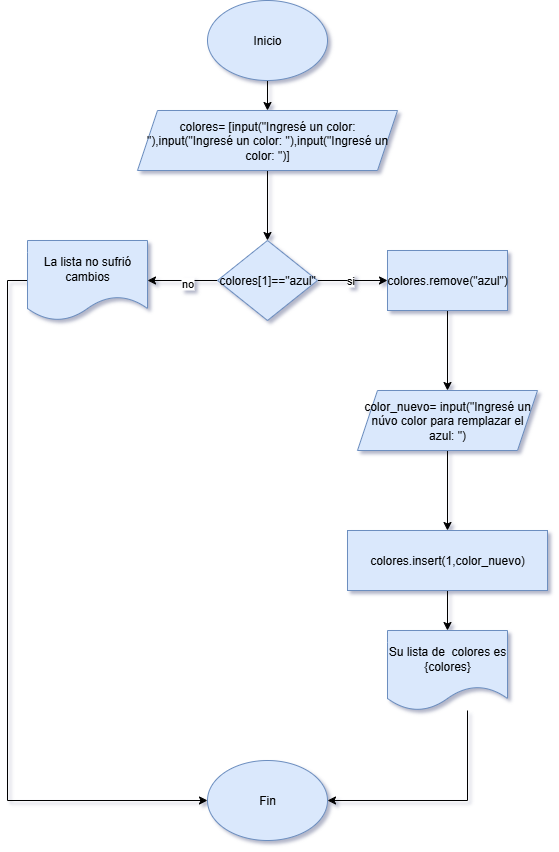 Inicio
colores= [input("Ingresé un color:
"),input("Ingresé un color: "),input("Ingresé un
color: ")]
La lista no sufrió
cambios
no
colores[1]=="azul"
si
colores.remove("azul")
color_nuevo= input("Ingresé un
núvo color para remplazar el
azul: ")
colores.insert(1,color_nuevo)
Su lista de  colores es
{colores}
Fin